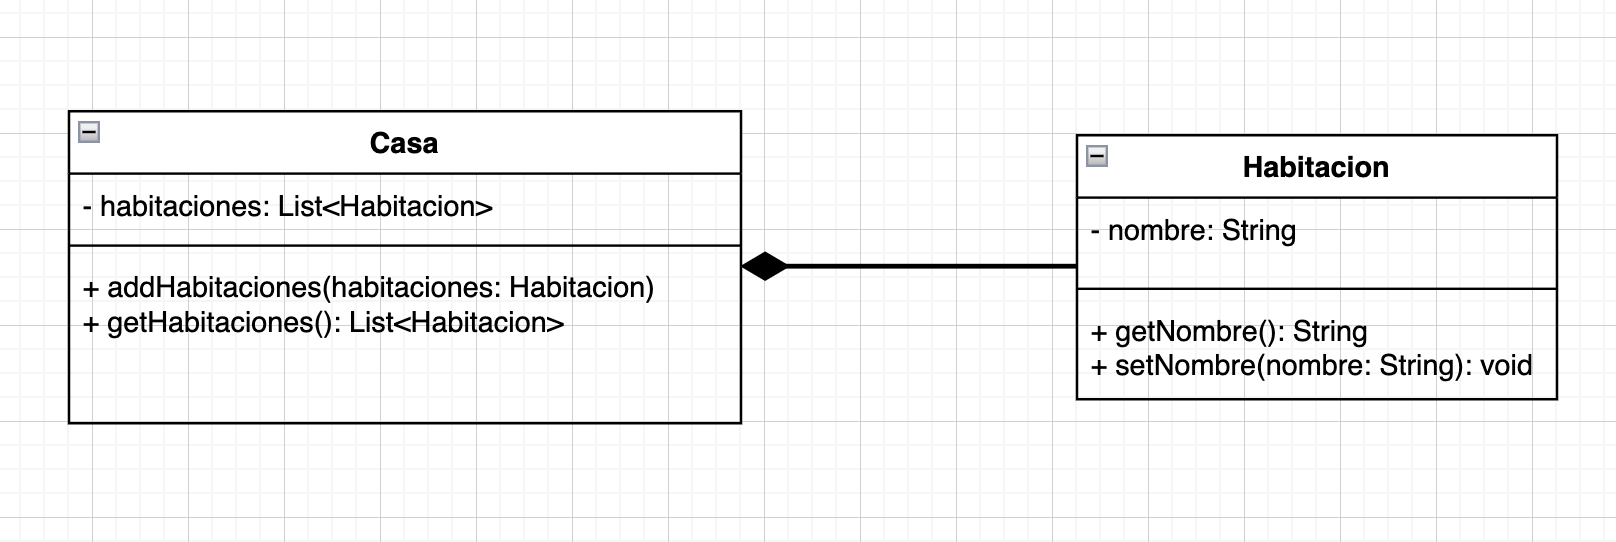 Casa
- habitaciones: List<Habitacion>
+ addHabitaciones(habitaciones: Habitacion)
+ getHabitaciones(): List<Habitacion>
Habitacion
- nombre: String
+ getNombre(): String
+ setNombre(nombre: String): void